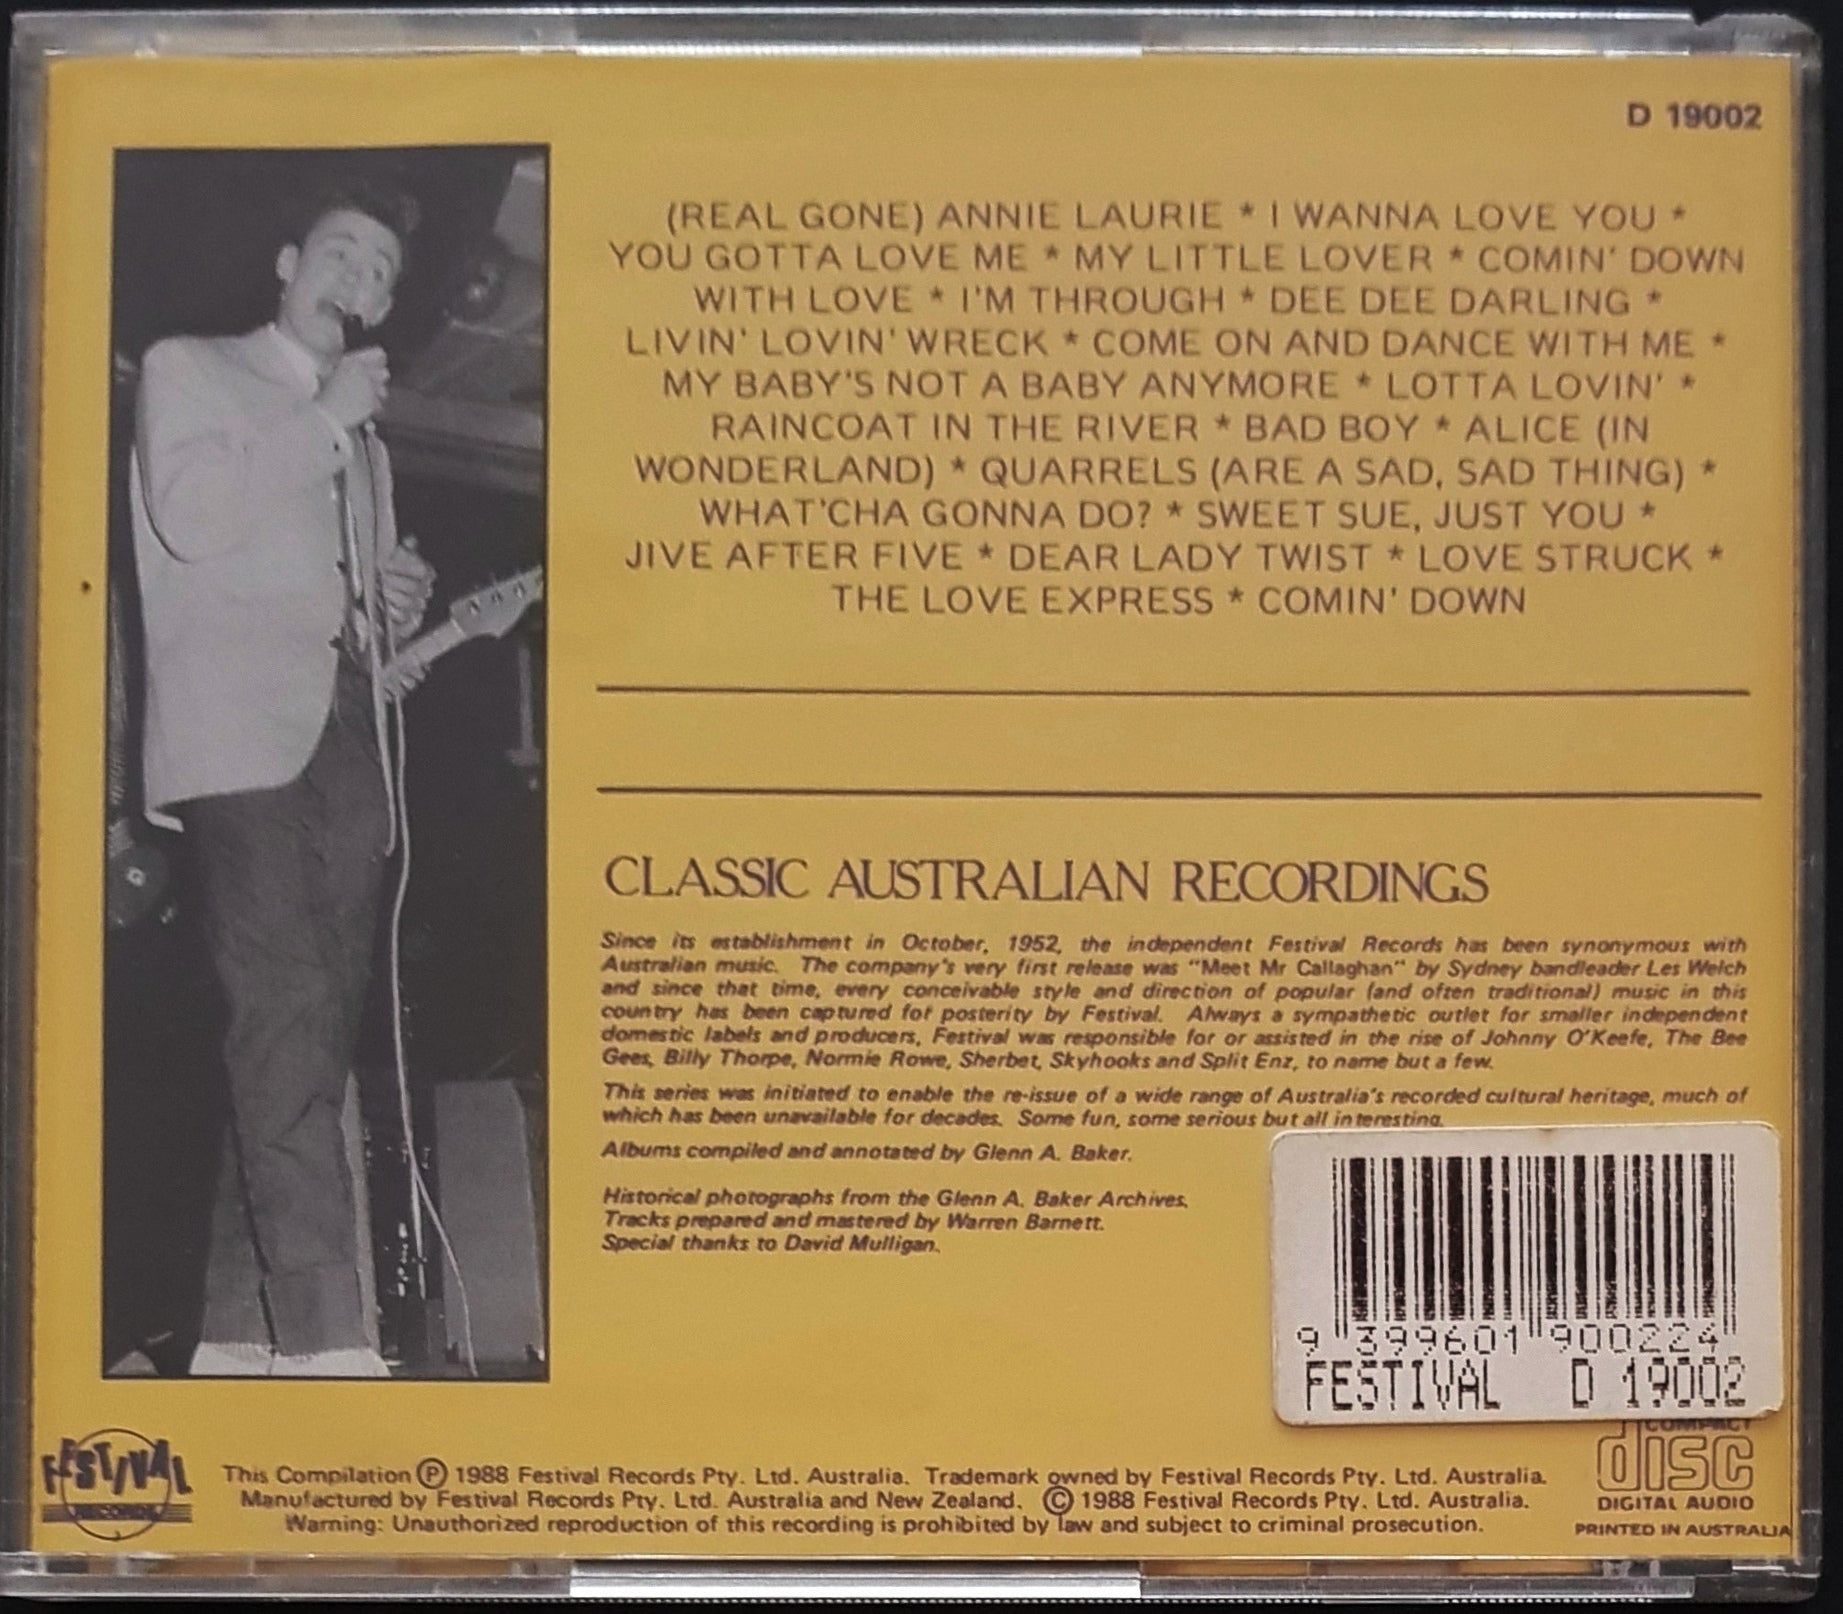 D 19002
(REAL GONE) ANNIE LAURIE * I WANNA LOVE YOU *
YOU GOTTA LOVE ME * MY LITTLE LOVER * COMIN' DOWN
WITH LOVE * I'M THROUGH * DEE DEE DARLING *
LIVIN' LOVIN' WRECK * COME ON AND DANCE WITH ME *
MY BABY'S NOT A BABY ANYMORE * LOTTA LOVIN' *
RAINCOAT IN THE RIVER * BAD BOY * ALICE (IN
WONDERLAND) * QUARRELS (ARE A SAD, SAD THING) *
WHAT'CHA GONNA DO? * SWEET SUE, JUST YOU *
JIVE AFTER FIVE * DEAR LADY TWIST * LOVE STRUCK *
THE LOVE EXPRESS * COMIN' DOWN
CLASSIC AUSTRALIAN RECORDINGS
Since its establishment in October, 1952, the independent Festival Records has been synonymous with
Australian music. The company's very first release was "Meet Mr Callaghan" by Sydney bandleader Les Welch
and since that time, every conceivable style and direction of popular (and often traditional) music in this
country has been captured for posterity by Festival. Always a sympathetic outlet for smaller independent
domestic labels and producers, Festival was responsible for or assisted in the rise of Johnny O'Keefe, The Bee
Gees, Billy Thorpe, Normie Rowe, Sherbet, Skyhooks and Split Enz, to name but a few.
This series was initiated to enable the re-issue of a wide range of Australia's recorded cultural heritage, much of
which has been unavailable for decades. Some fun, some serious but all interesting.
Albums compiled and annotated by Glenn A. Baker.
Historical photographs from the Glenn A. Baker Archives.
Tracks prepared and mastered by Warren Barnett.
Special thanks to David Mulligan.
9 399601 900224
FESTIVAL D 19002
FESTIVAL
RECORDS
This Compilation Ⓟ 1988 Festival Records Pty. Ltd. Australia. Trademark owned by Festival Records Pty. Ltd. Australia.
Manufactured by Festival Records Pty. Ltd. Australia and New Zealand. © 1988 Festival Records Pty. Ltd. Australia.
Warning: Unauthorized reproduction of this recording is prohibited by law and subject to criminal prosecution.
COMPACT
disc
DIGITAL AUDIO
PRINTED IN AUSTRALIA